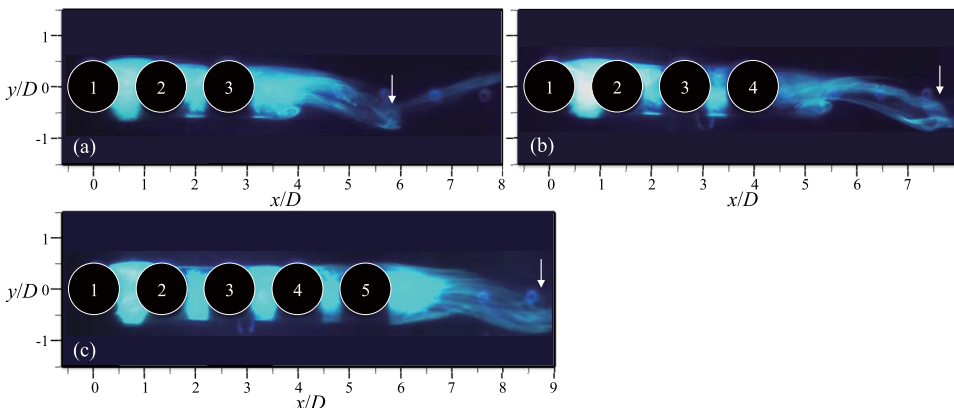 1
y/D 0
-1
1 2 3
(a)
0 1 2 3 4 5 6 7 8
x/D
1
y/D 0
-1
1 2 3 4
(b)
0 1 2 3 4 5 6 7
x/D
1
y/D 0
-1
1 2 3 4 5
(c)
0 1 2 3 4 5 6 7 8 9
x/D